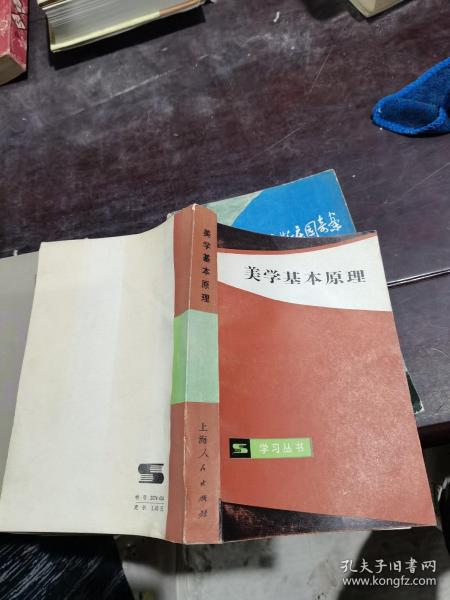 美学基本原理
学习丛书
美学基本原理
上海人民出版社
孔夫子旧书网
www.kongfz.com